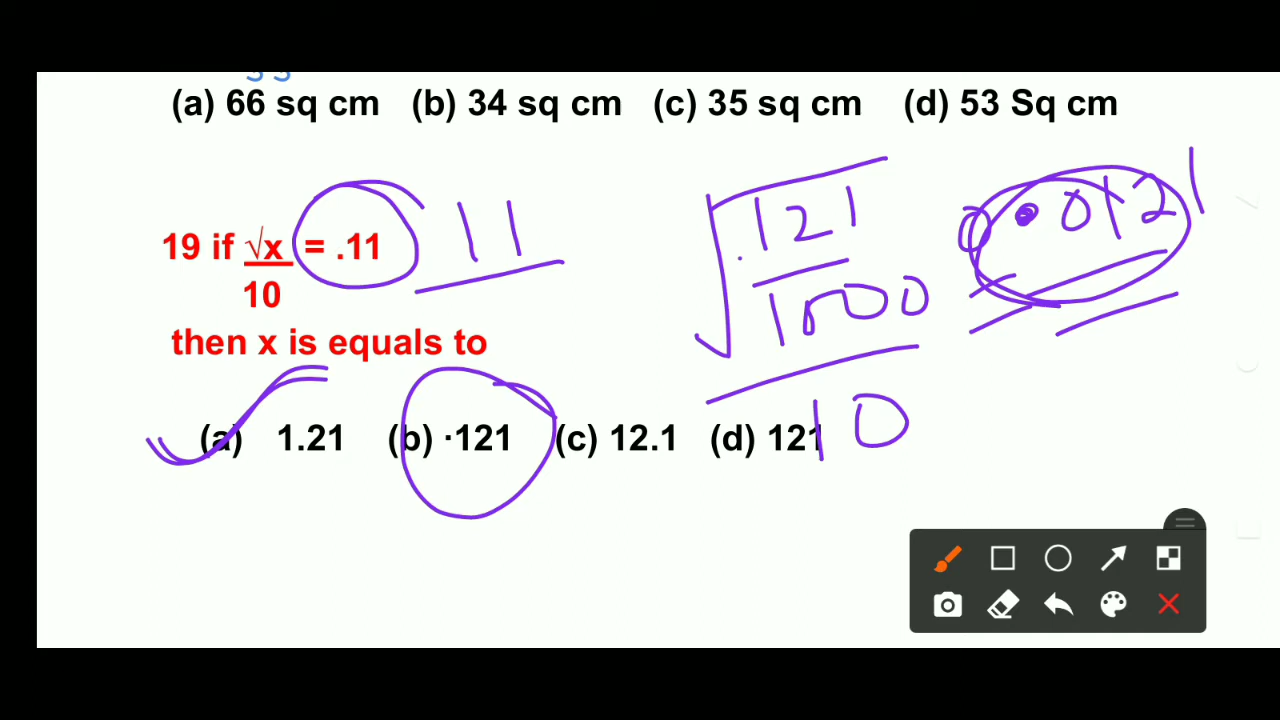 (a) 66 sq cm (b) 34 sq cm (c) 35 sq cm (d) 53 Sq cm
19 if √x = .11 11
10
then x is equals to
(a) 1.21 (b) ·121 (c) 12.1 (d) 121
√121
1000
10
0.0121